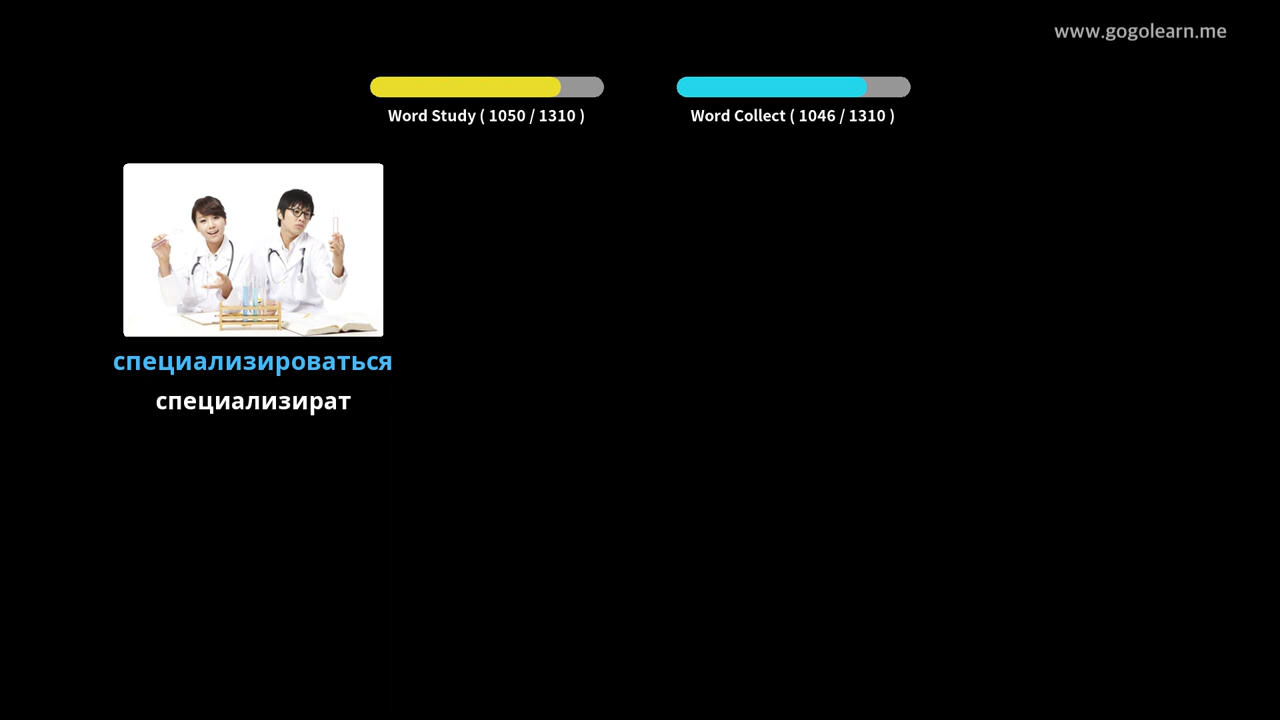 www.gogolearn.me
Word Study ( 1050 / 1310 )
Word Collect ( 1046 / 1310 )
специализироваться
специализират